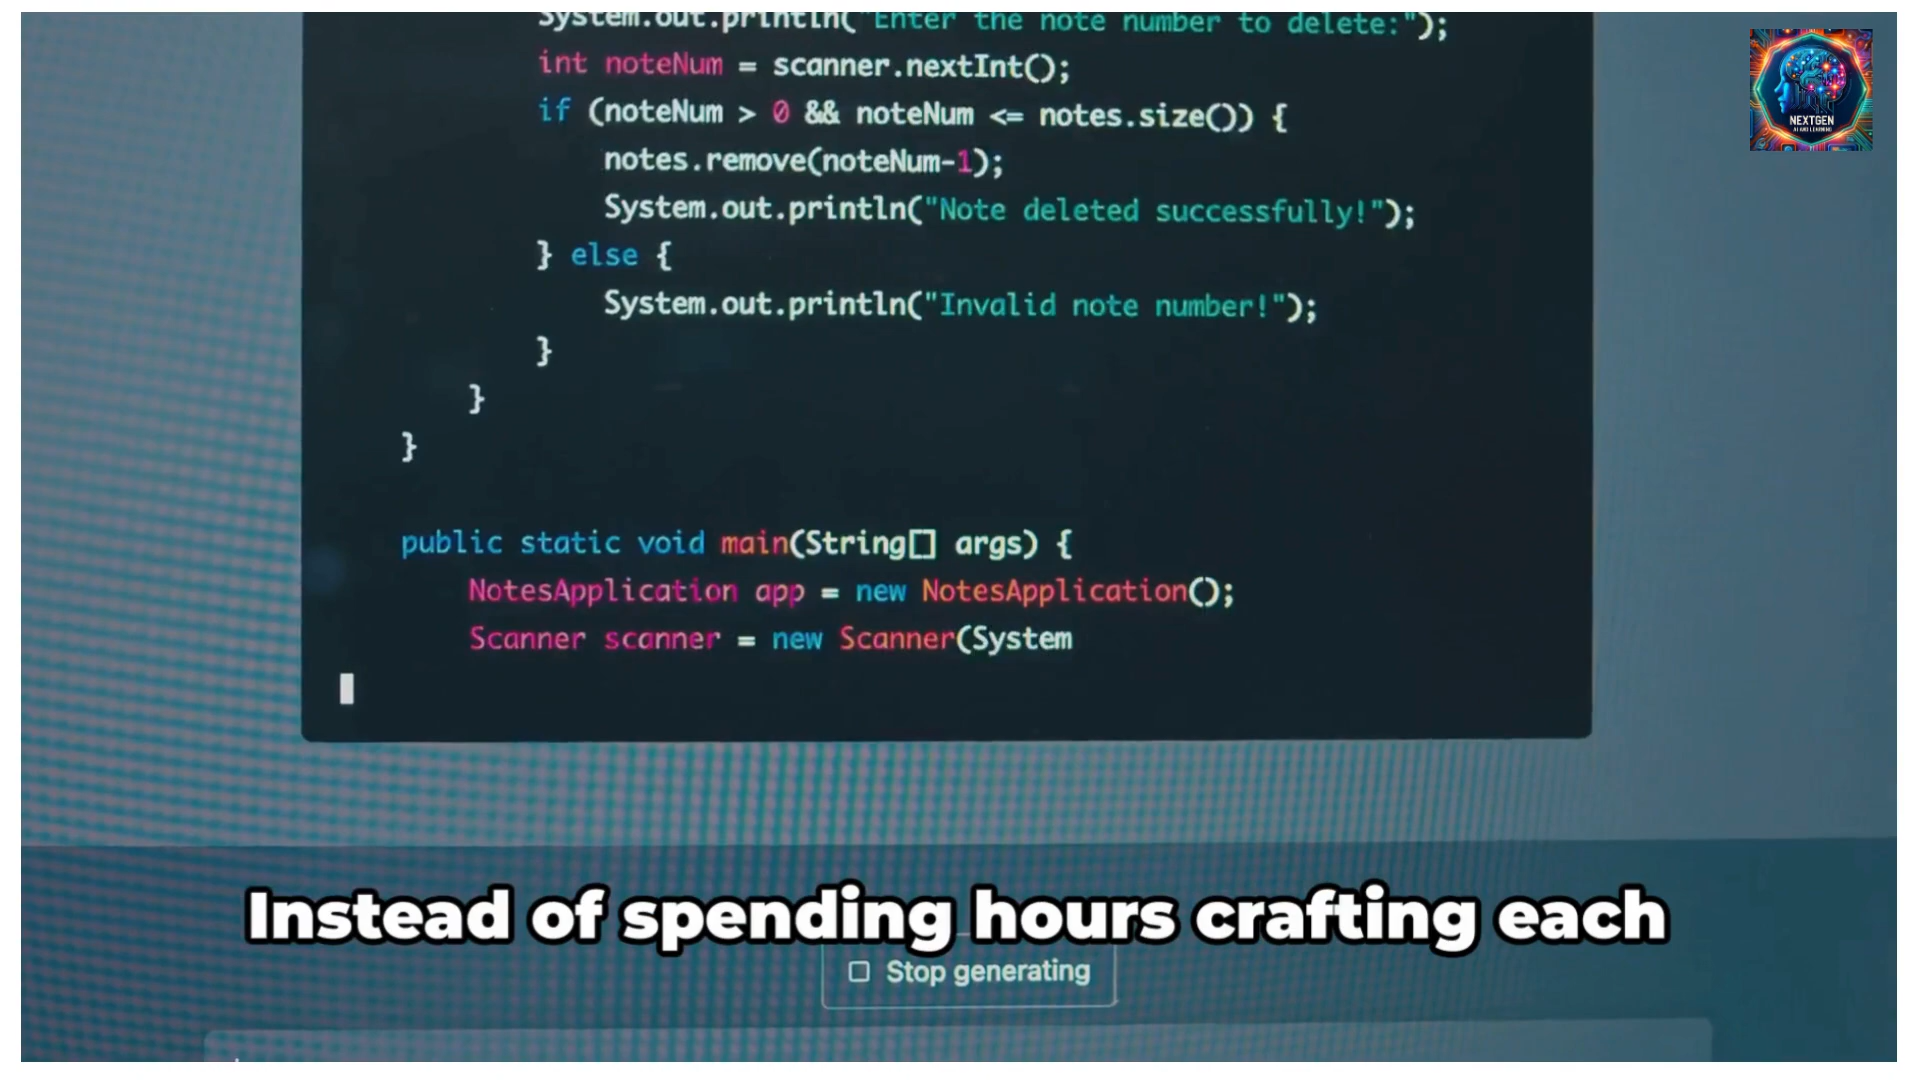 System.out.println("Enter the note number to delete:");
int noteNum = scanner.nextInt();
if (noteNum > 0 && noteNum <= notes.size()) {
notes.remove(noteNum-1);
System.out.println("Note deleted successfully!");
} else {
System.out.println("Invalid note number!");
}
}
}
public static void main(String[] args) {
NotesApplication app = new NotesApplication();
Scanner scanner = new Scanner(System
Instead of spending hours crafting each
Stop generating
NEXTGEN
AI AND LEARNING